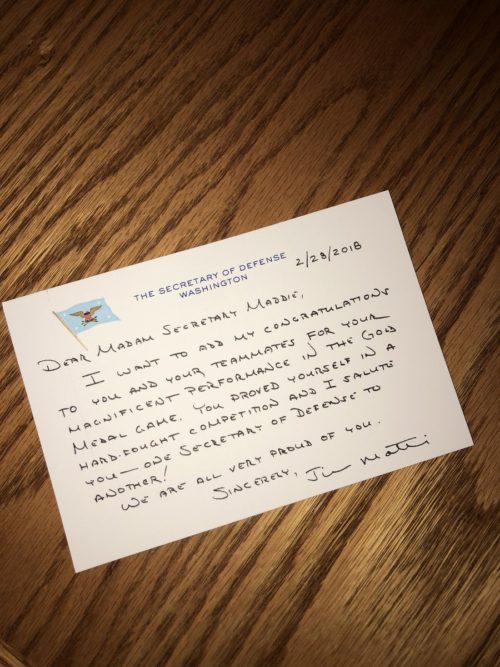 THE SECRETARY OF DEFENSE
WASHINGTON
2/28/2018
DEAR MADAM SECRETARY MADDIE,
I WANT TO ADD MY CONGRATULATIONS
TO YOU AND YOUR TEAMMATES FOR YOUR
MAGNIFICENT PERFORMANCE IN THE GOLD
MEDAL GAME. YOU PROVED YOURSELF IN A
HARD-FOUGHT COMPETITION AND I SALUTE
YOU — ONE SECRETARY OF DEFENSE TO
ANOTHER!
WE ARE ALL VERY PROUD OF YOU.
SINCERELY, Jim Mattis